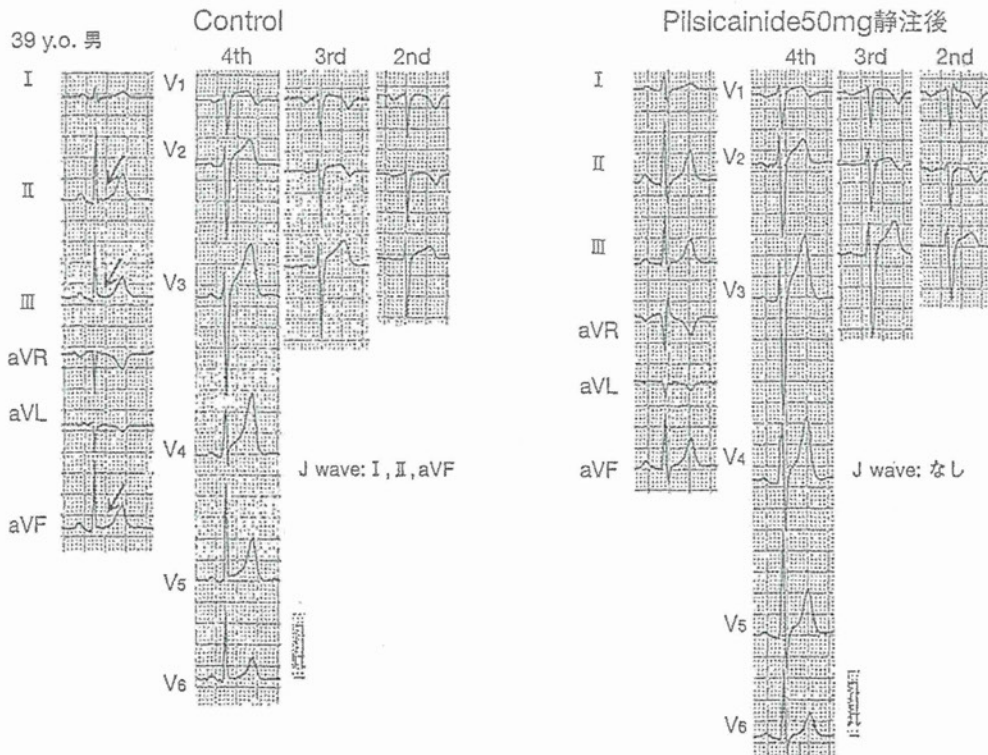 Control
39 y.o. 男
4th 3rd 2nd
I
II
III
aVR
aVL
aVF
V1
V2
V3
V4
V5
V6
J wave: I, II, aVF
Pilsicainide50mg静注後
4th 3rd 2nd
I
II
III
aVR
aVL
aVF
V1
V2
V3
V4
V5
V6
J wave: なし